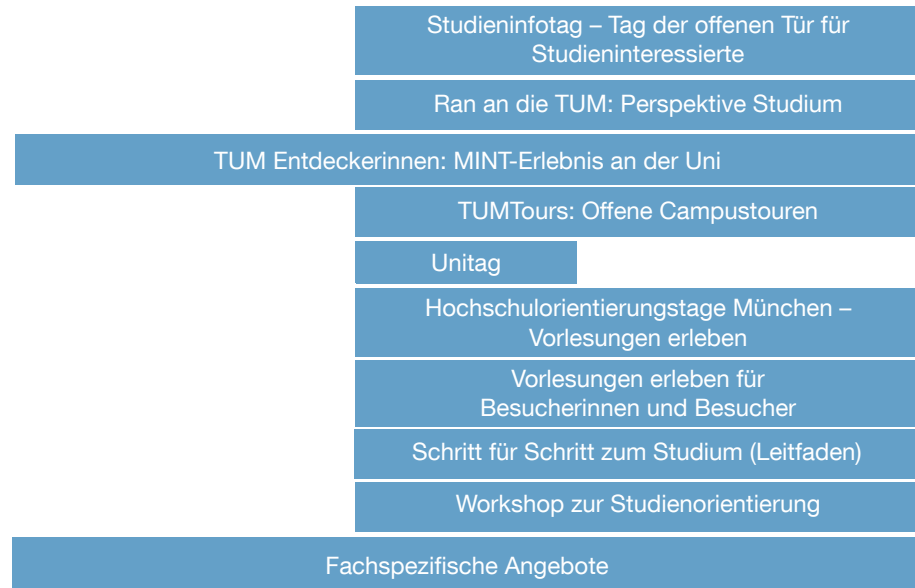 Studieninfotag – Tag der offenen Tür für
Studieninteressierte
Ran an die TUM: Perspektive Studium
TUM Entdeckerinnen: MINT-Erlebnis an der Uni
TUMTours: Offene Campustouren
Unitag
Hochschulorientierungstage München –
Vorlesungen erleben
Vorlesungen erleben für
Besucherinnen und Besucher
Schritt für Schritt zum Studium (Leitfaden)
Workshop zur Studienorientierung
Fachspezifische Angebote